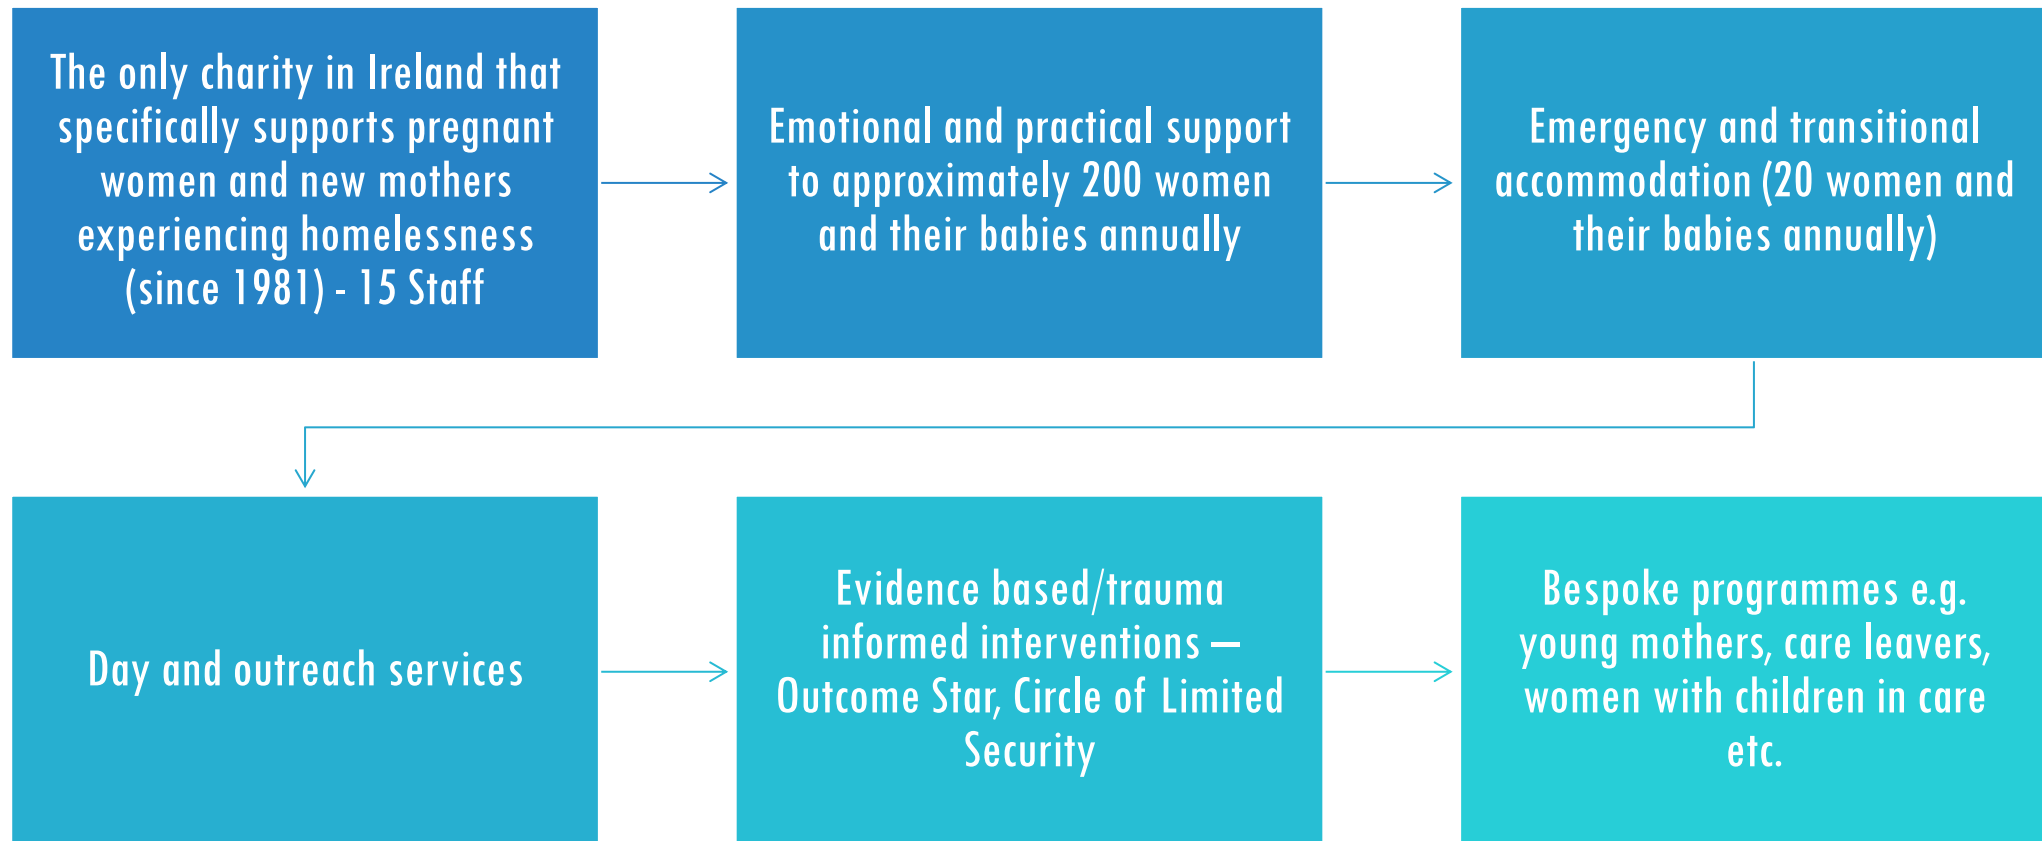 The only charity in Ireland that
specifically supports pregnant
women and new mothers
experiencing homelessness
(since 1981) - 15 Staff
Emotional and practical support
to approximately 200 women
and their babies annually
Emergency and transitional
accommodation (20 women and
their babies annually)
Day and outreach services
Evidence based/trauma
informed interventions –
Outcome Star, Circle of Limited
Security
Bespoke programmes e.g.
young mothers, care leavers,
women with children in care
etc.